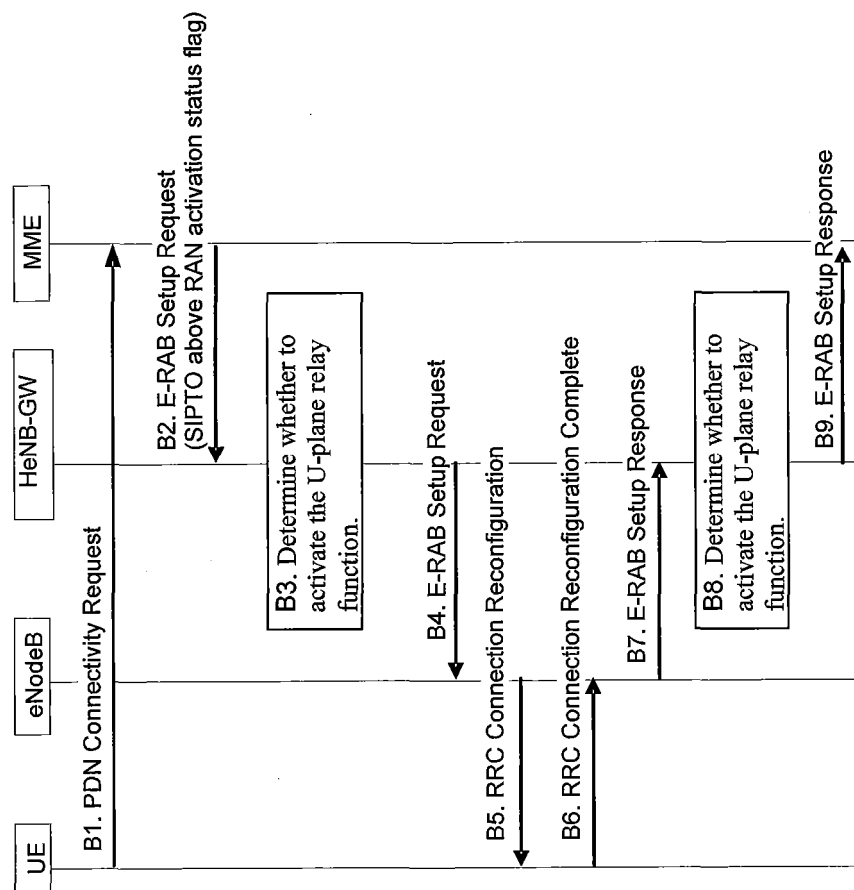 UE
eNodeB
HeNB-GW
MME
B1. PDN Connectivity Request
B2. E-RAB Setup Request
(SIPTO above RAN activation status flag)
B3. Determine whether to
activate the U-plane relay
function.
B4. E-RAB Setup Request
B5. RRC Connection Reconfiguration
B6. RRC Connection Reconfiguration Complete
B7. E-RAB Setup Response
B8. Determine whether to
activate the U-plane relay
function.
B9. E-RAB Setup Response